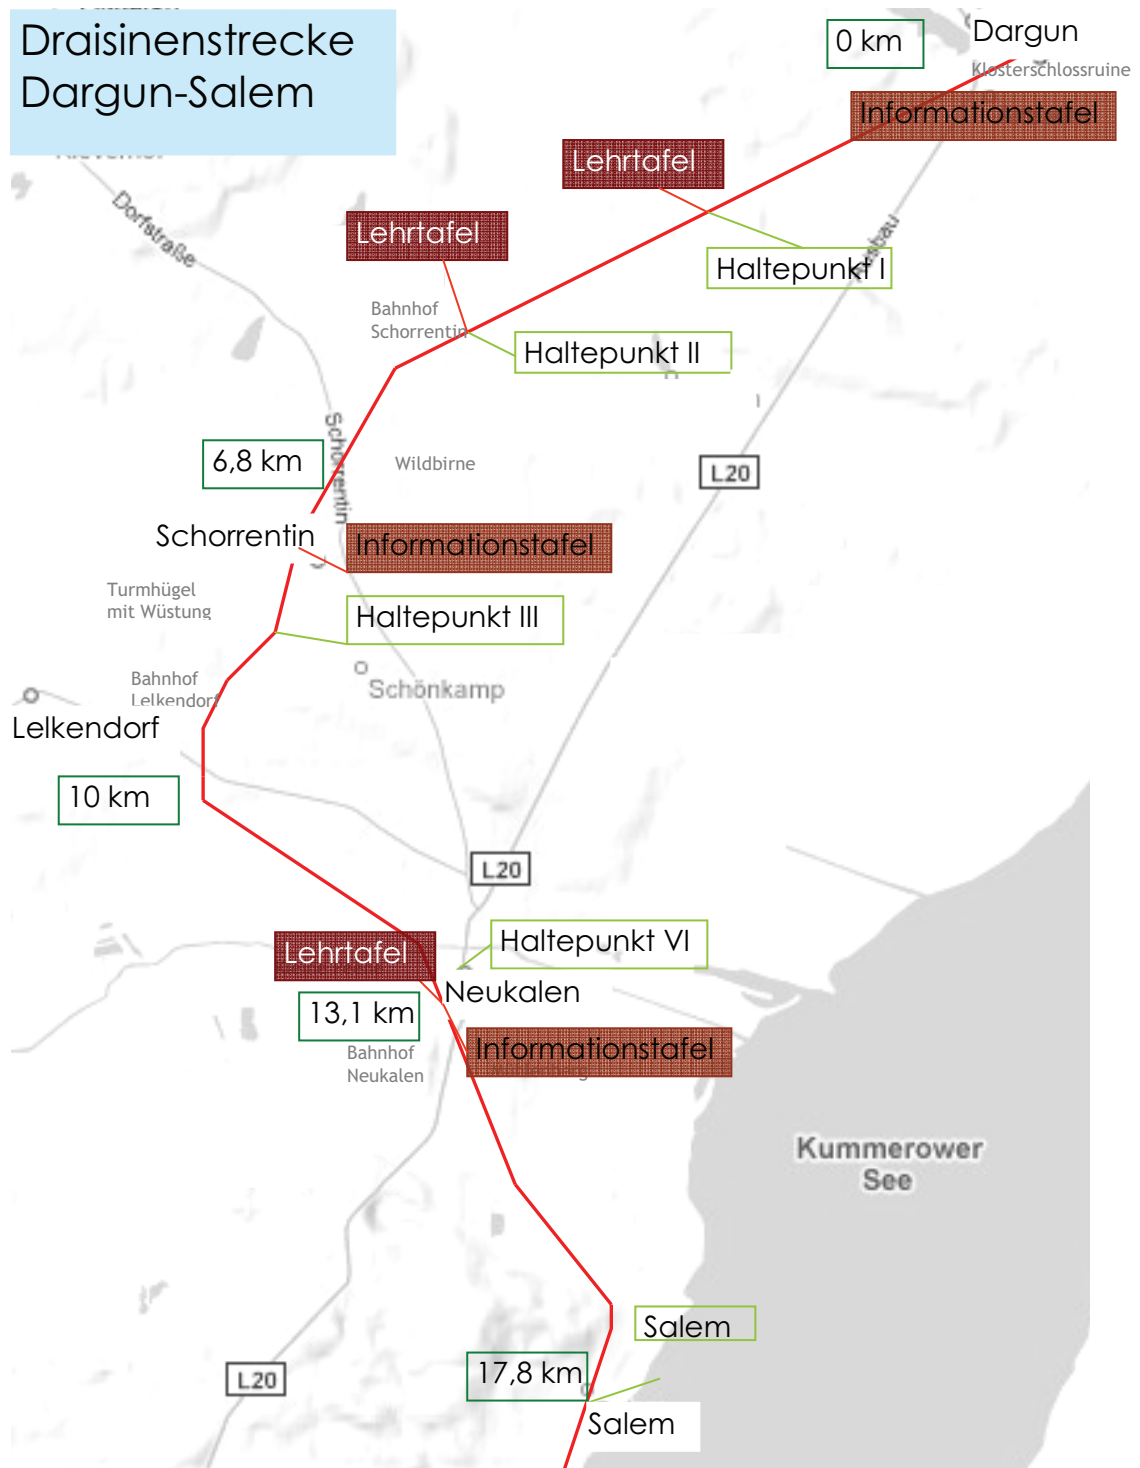 Draisinenstrecke
Dargun-Salem
0 km
Dargun
Klosterschlossruine
Informationstafel
Lehrtafel
Dorfstraße
Lehrtafel
Haltepunkt I
Bahnhof
Schorrentin
Haltepunkt II
Schorrentin
6,8 km
Wildbirne
L20
Schorrentin
Informationstafel
Turmhügel
mit Wüstung
Haltepunkt III
Bahnhof
Lelkendorf
Schönkamp
Lelkendorf
10 km
L20
Haltepunkt VI
Lehrtafel
Neukalen
13,1 km
Informationstafel
Bahnhof
Neukalen
Kummerower
See
Salem
17,8 km
L20
Salem